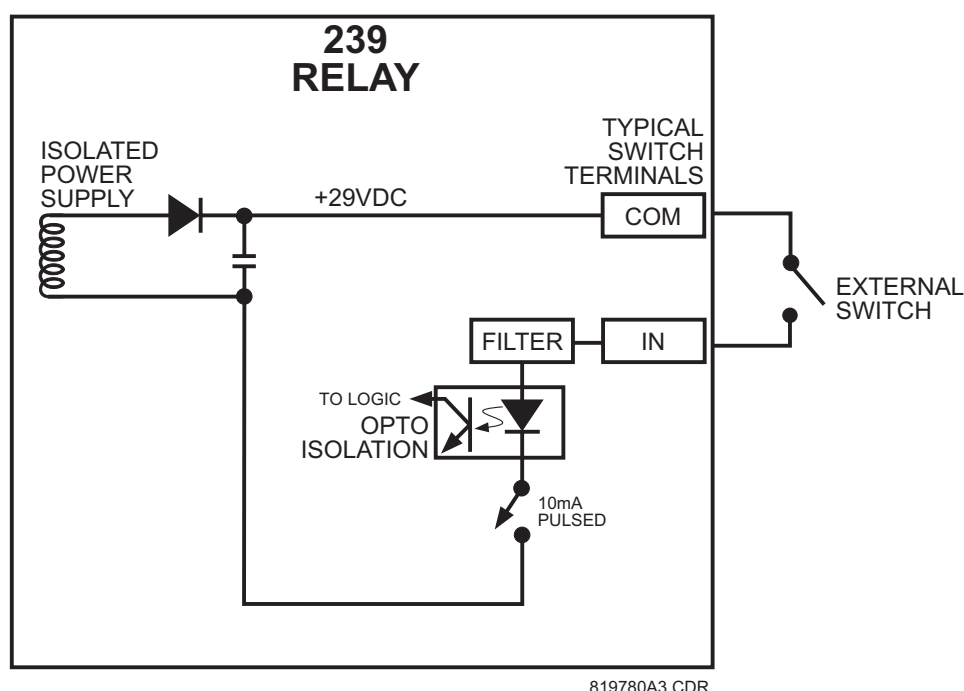 239
RELAY
TYPICAL
SWITCH
TERMINALS
ISOLATED
POWER
SUPPLY
+29VDC
COM
EXTERNAL
SWITCH
FILTER
IN
TO LOGIC
OPTO
ISOLATION
10mA
PULSED
819780A3.CDR